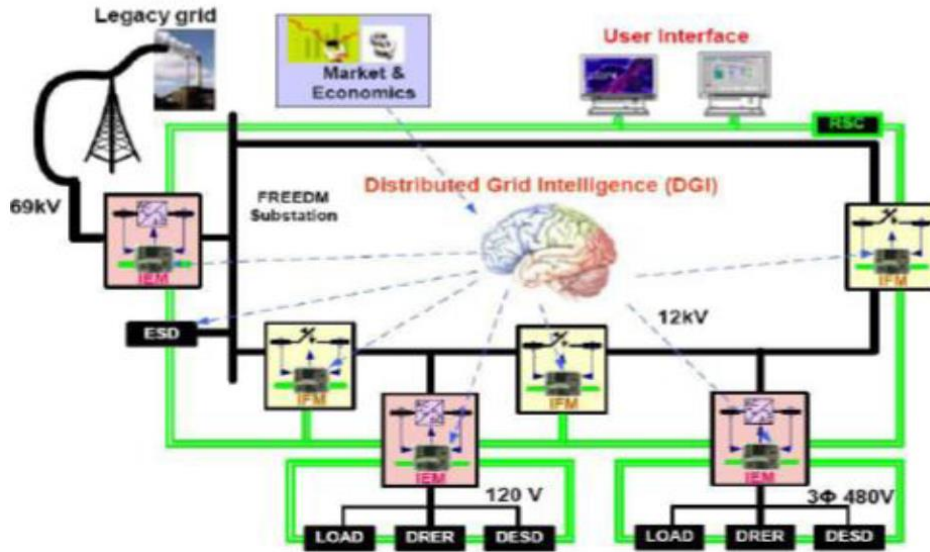 Legacy grid
Market &
Economics
User Interface
RSC
69kV
FREEDM
Substation
Distributed Grid Intelligence (DGI)
IEM
IFM
ESD
12kV
IFM
IFM
IEM
IEM
120 V
3Φ 480V
LOAD
DRER
DESD
LOAD
DRER
DESD